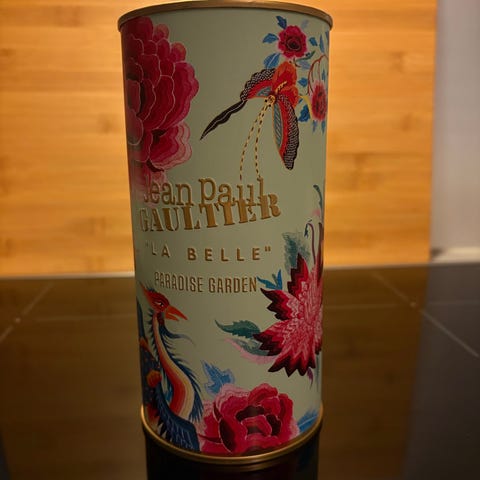 Jean Paul
GAULTIER
"LA BELLE"
PARADISE GARDEN